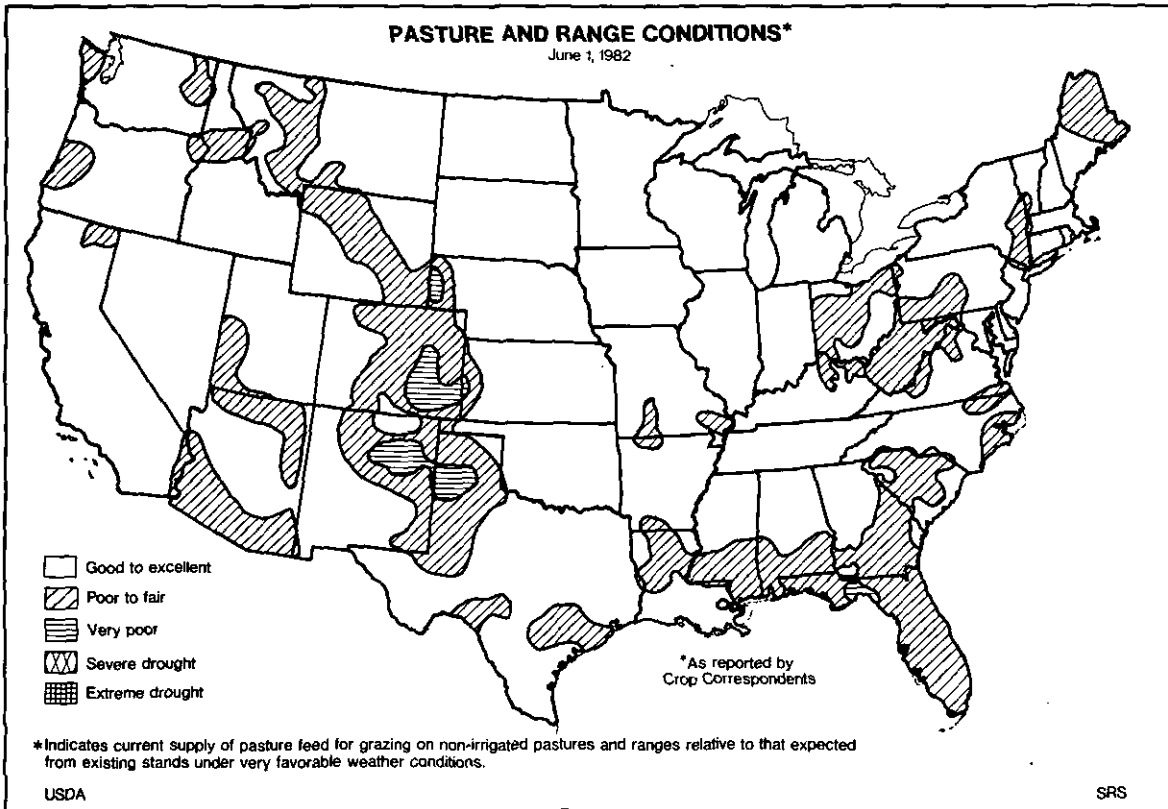 PASTURE AND RANGE CONDITIONS*
June 1, 1982
Good to excellent
Poor to fair
Very poor
Severe drought
Extreme drought
*As reported by
Crop Correspondents
*Indicates current supply of pasture feed for grazing on non-irrigated pastures and ranges relative to that expected
from existing stands under very favorable weather conditions.
USDA
SRS